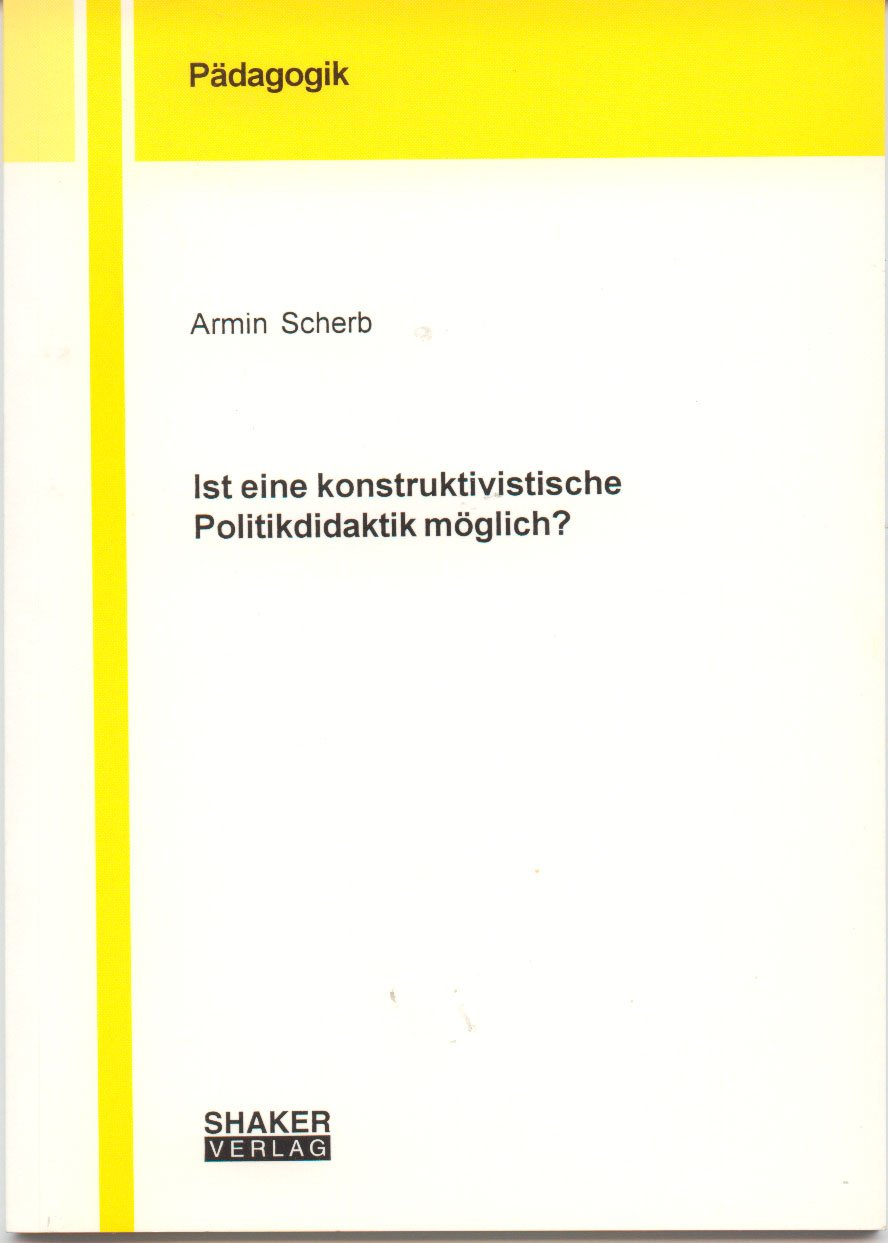 Pädagogik
Armin Scherb
Ist eine konstruktivistische
Politikdidaktik möglich?
SHAKER
VERLAG